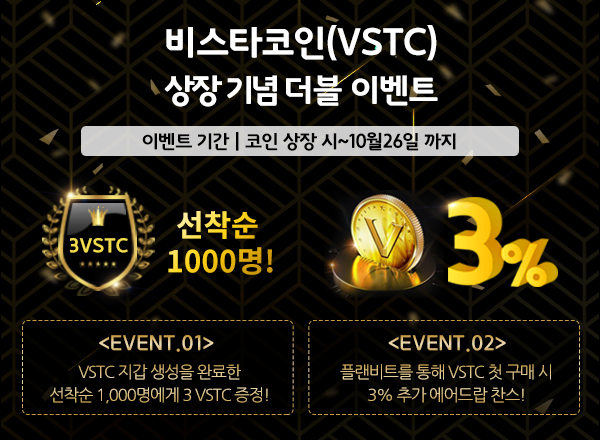 비스타코인(VSTC)
상장 기념 더블 이벤트
이벤트 기간 | 코인 상장 시~10월26일 까지
3VSTC
선착순
1000명!
V
3%
<EVENT.01>
VSTC 지갑 생성을 완료한
선착순 1,000명에게 3 VSTC 증정!
<EVENT.02>
플랜비트를 통해 VSTC 첫 구매 시
3% 추가 에어드랍 찬스!